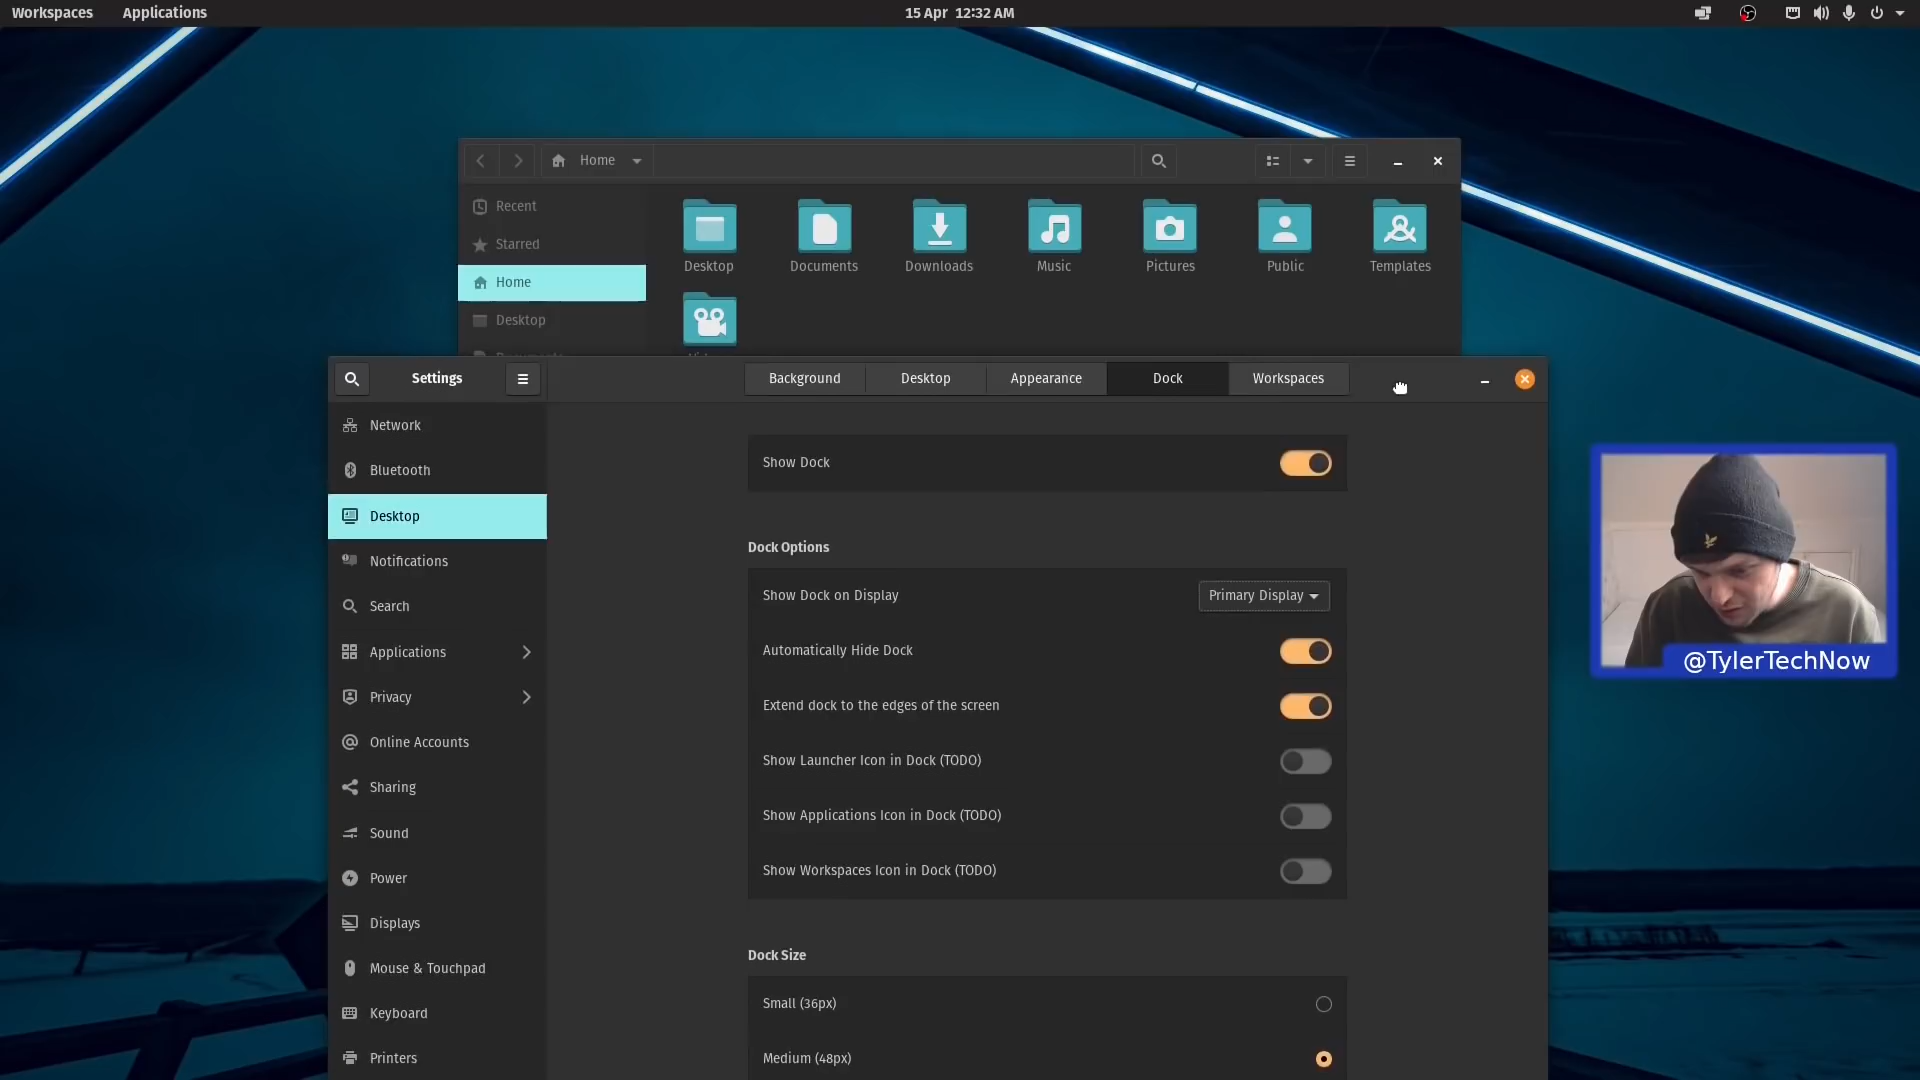 Workspaces Applications 15 Apr 12:32 AM
Home
Recent
Starred
Home
Desktop
Desktop Documents Downloads Music Pictures Public Templates
Settings Background Desktop Appearance Dock Workspaces
Network
Bluetooth
Desktop
Notifications
Search
Applications
Privacy
Online Accounts
Sharing
Sound
Power
Displays
Mouse & Touchpad
Keyboard
Printers
Show Dock
Dock Options
Show Dock on Display Primary Display
Automatically Hide Dock
Extend dock to the edges of the screen
Show Launcher Icon in Dock (TODO)
Show Applications Icon in Dock (TODO)
Show Workspaces Icon in Dock (TODO)
Dock Size
Small (36px)
Medium (48px)
@TylerTechNow